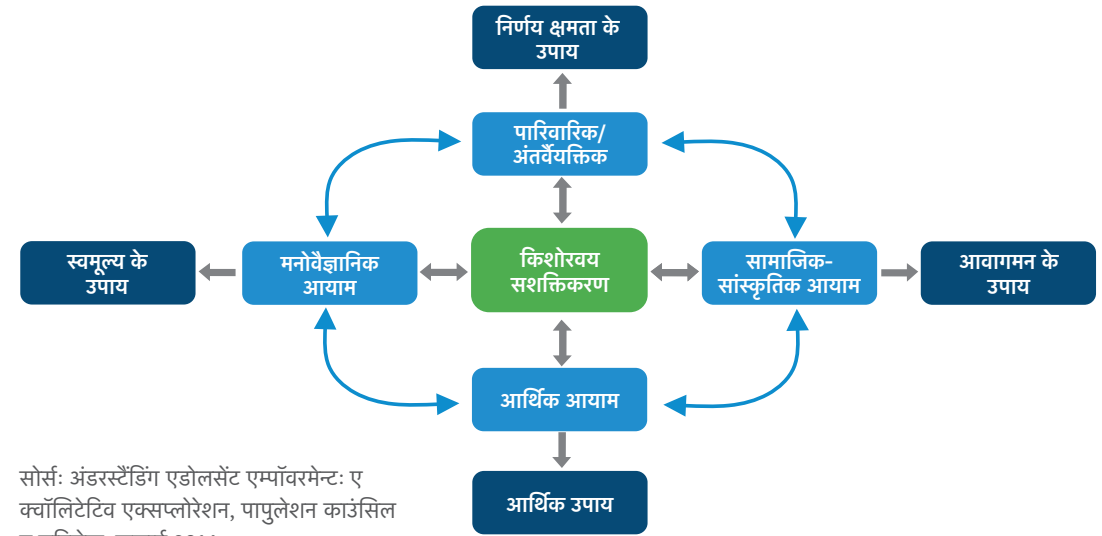 निर्णय क्षमता के
उपाय
पारिवारिक/
अंतर्वैयक्तिक
स्वमूल्य के
उपाय
मनोवैज्ञानिक
आयाम
किशोरवय
सशक्तिकरण
सामाजिक-
सांस्कृतिक आयाम
आवागमन के
उपाय
आर्थिक आयाम
आर्थिक उपाय
सोर्सः अंडरस्टैंडिंग एडोलसेंट एम्पॉवरमेन्टः ए
क्वॉलिटेटिव एक्सप्लोरेशन, पापुलेशन काउंसिल